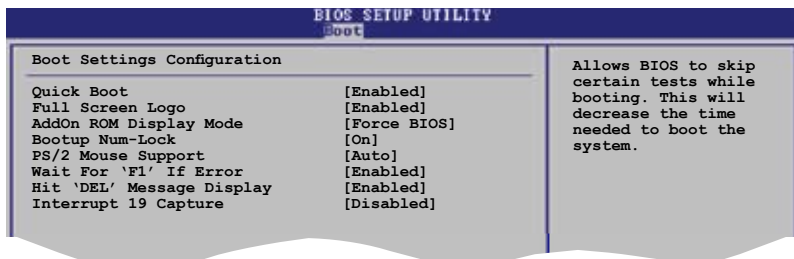 BIOS SETUP UTILITY
Boot
Boot Settings Configuration
Quick Boot [Enabled]
Full Screen Logo [Enabled]
AddOn ROM Display Mode [Force BIOS]
Bootup Num-Lock [On]
PS/2 Mouse Support [Auto]
Wait For ‘F1’ If Error [Enabled]
Hit ‘DEL’ Message Display [Enabled]
Interrupt 19 Capture [Disabled]
Allows BIOS to skip
certain tests while
booting. This will
decrease the time
needed to boot the
system.